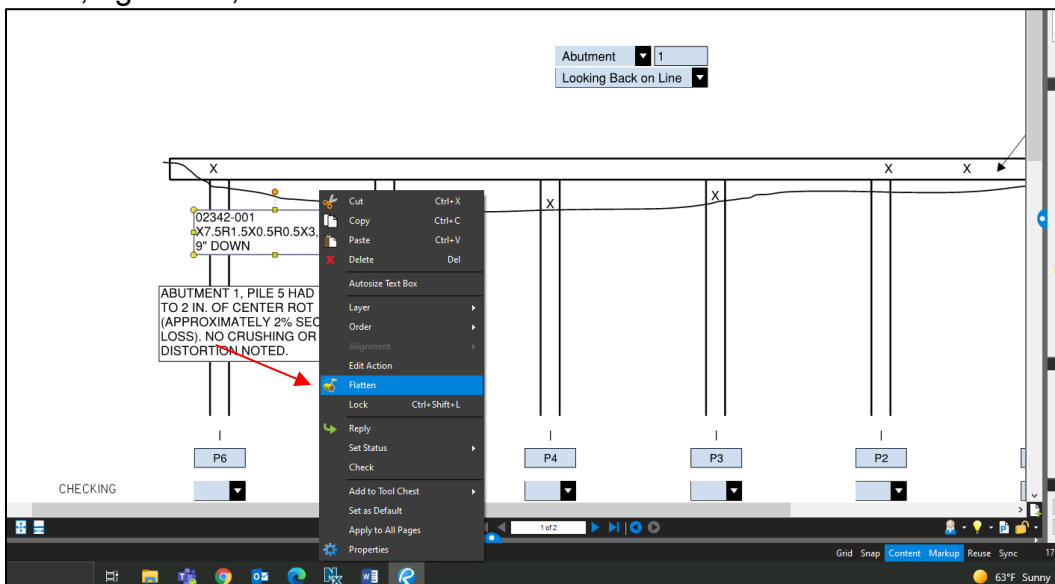 Abutment 1
Looking Back on Line
X X X
X X
02342-001
X7.5R1.5X0.5R0.5X3,
9" DOWN
ABUTMENT 1, PILE 5 HAD
TO 2 IN. OF CENTER ROT
(APPROXIMATELY 2% SEC
LOSS). NO CRUSHING OR
DISTORTION NOTED.
Cut Ctrl+X
Copy Ctrl+C
Paste Ctrl+V
Delete Del
Autosize Text Box
Layer
Order
Alignment
Edit Action
Flatten
Lock Ctrl+Shift+L
Reply
Set Status
Check
Add to Tool Chest
Set as Default
Apply to All Pages
Properties
P6 P4 P3 P2
CHECKING
1 of 2
Grid Snap Content Markup Reuse Sync 17
63°F Sunny